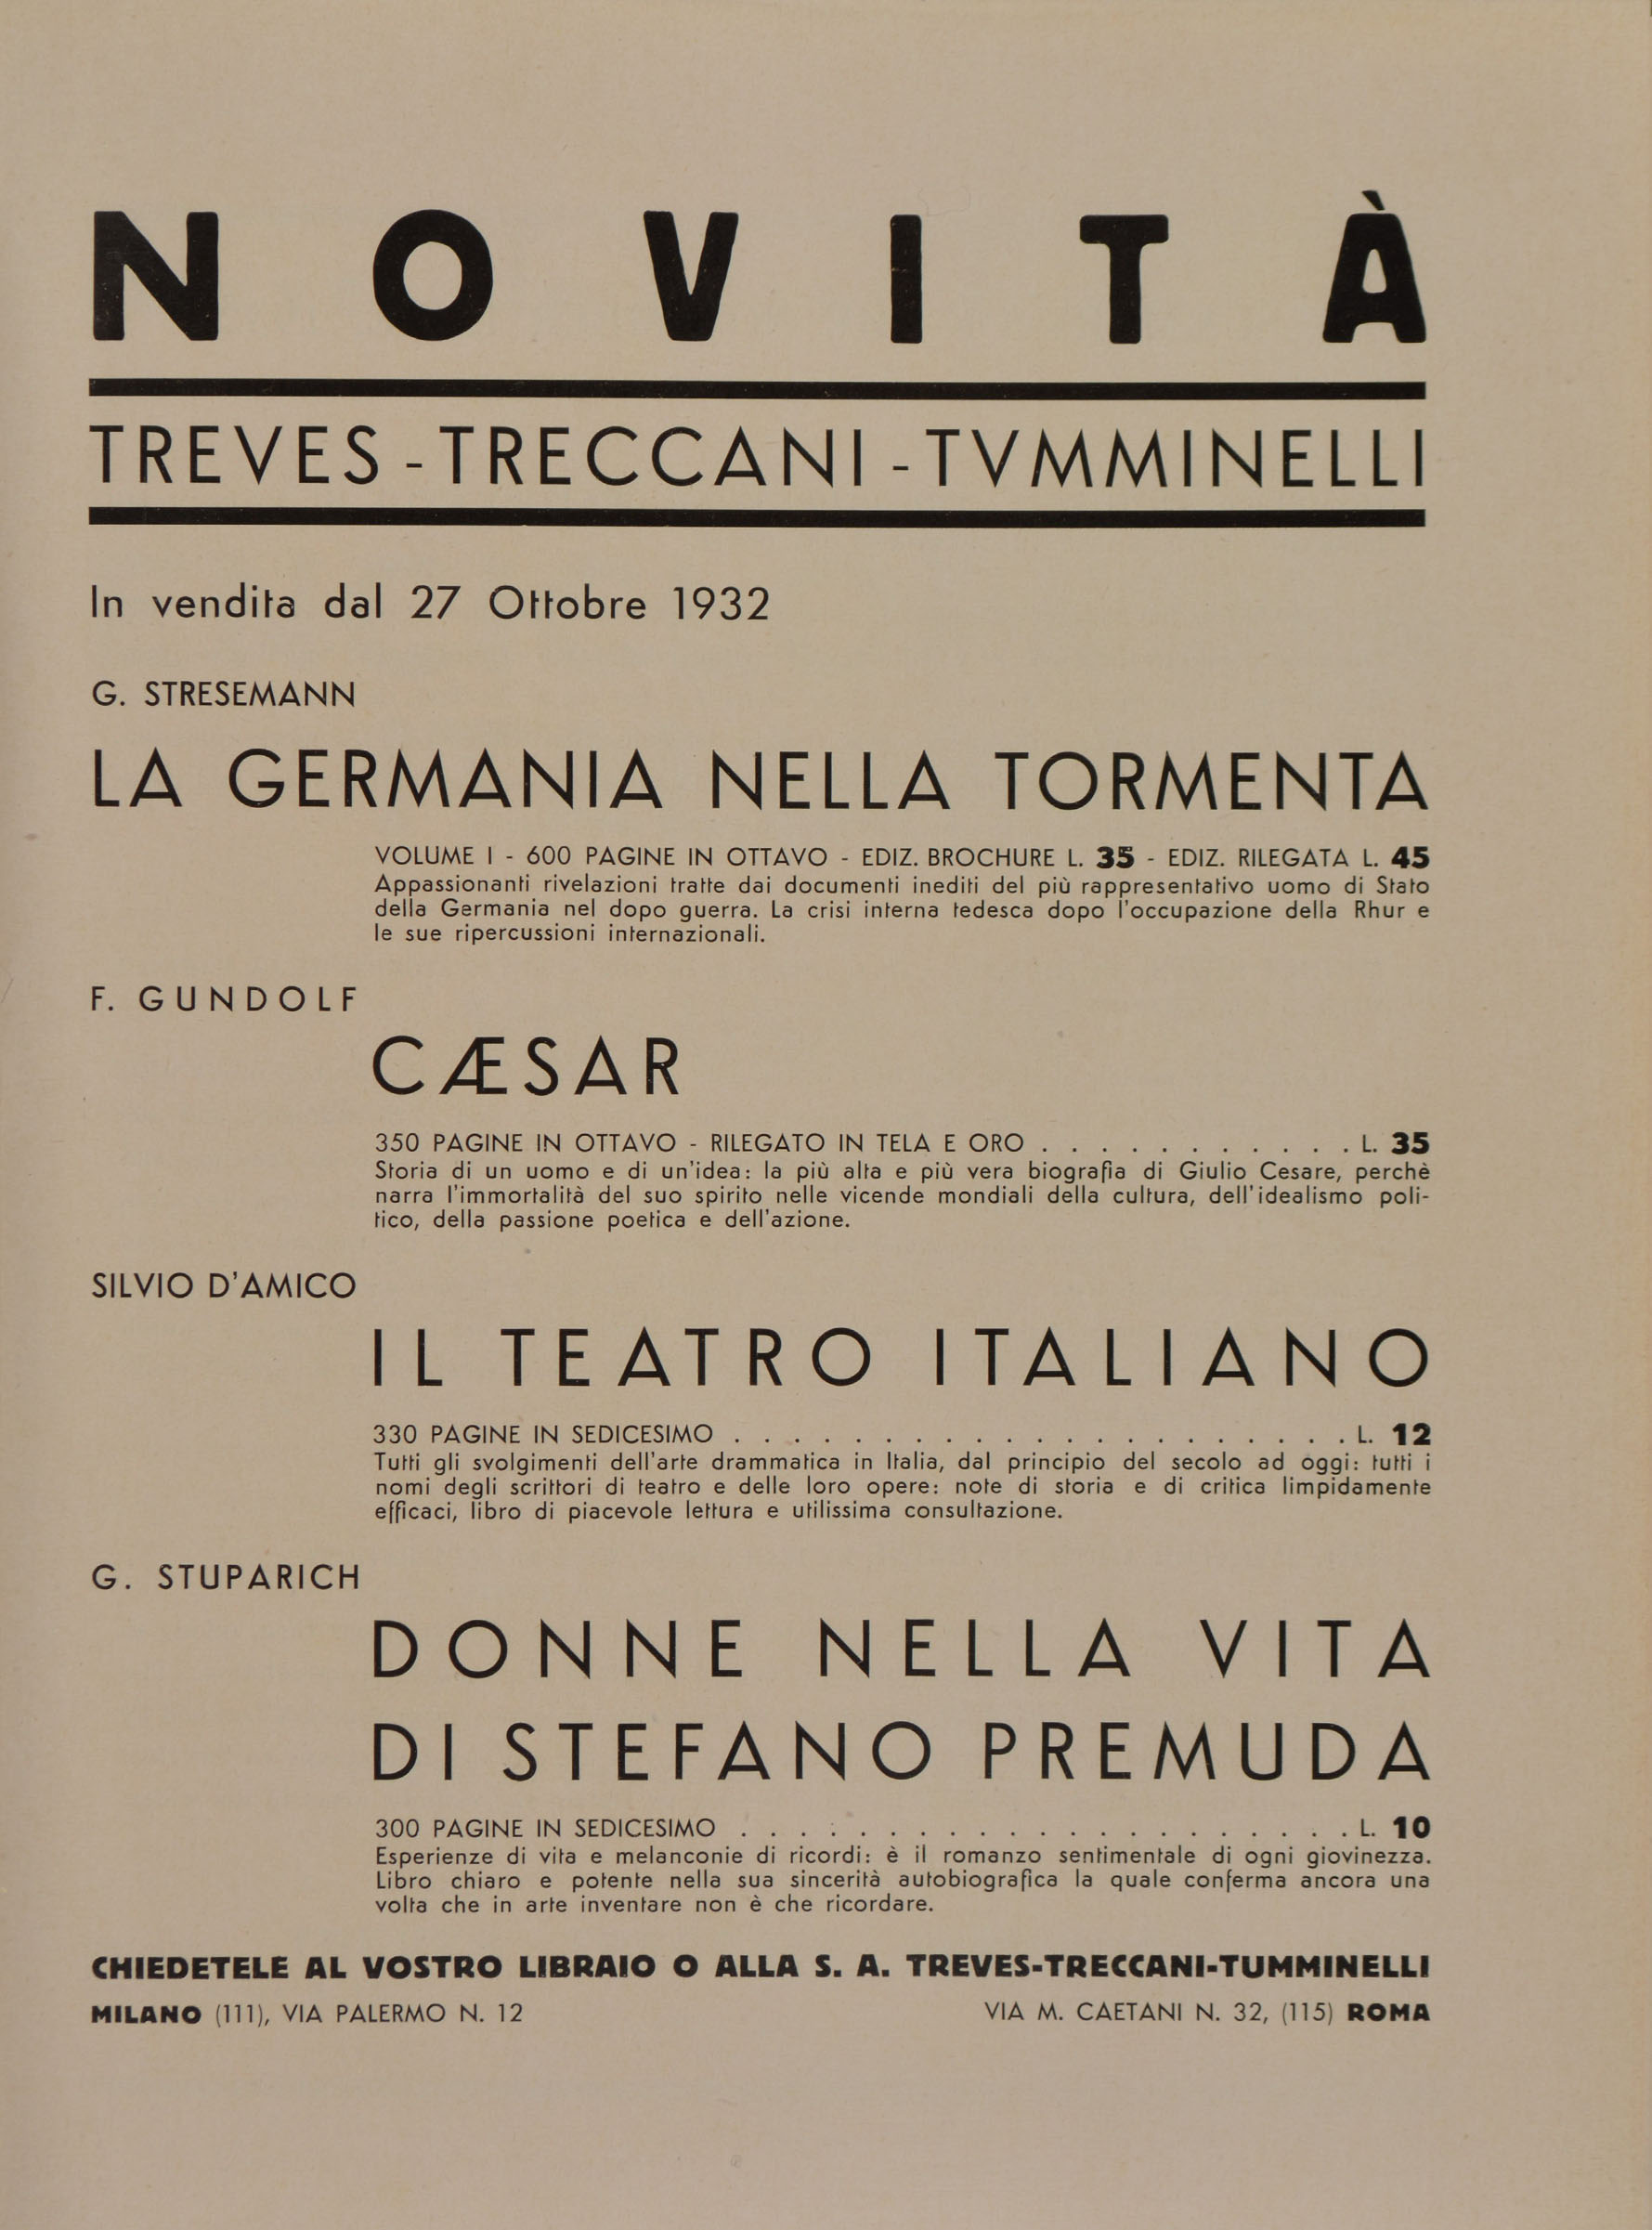 NOVITÀ
TREVES - TRECCANI - TVMMINELLI
In vendita dal 27 Ottobre 1932
G. STRESEMANN
LA GERMANIA NELLA TORMENTA
VOLUME I - 600 PAGINE IN OTTAVO - EDIZ. BROCHURE L. 35 - EDIZ. RILEGATA L. 45
Appassionanti rivelazioni tratte dai documenti inediti del più rappresentativo uomo di Stato
della Germania nel dopo guerra. La crisi interna tedesca dopo l'occupazione della Rhur e
le sue ripercussioni internazionali.
F. GUNDOLF
CÆSAR
350 PAGINE IN OTTAVO - RILEGATO IN TELA E ORO . . . . . . . . . . . L. 35
Storia di un uomo e di un'idea: la più alta e più vera biografia di Giulio Cesare, perchè
narra l'immortalità del suo spirito nelle vicende mondiali della cultura, dell'idealismo poli-
tico, della passione poetica e dell'azione.
SILVIO D'AMICO
IL TEATRO ITALIANO
330 PAGINE IN SEDICESIMO . . . . . . . . . . . . . . . . . . . . . L. 12
Tutti gli svolgimenti dell'arte drammatica in Italia, dal principio del secolo ad oggi: tutti i
nomi degli scrittori di teatro e delle loro opere: note di storia e di critica limpidamente
efficaci, libro di piacevole lettura e utilissima consultazione.
G. STUPARICH
DONNE NELLA VITA
DI STEFANO PREMUDA
300 PAGINE IN SEDICESIMO . . . . . . . . . . . . . . . . . . . . . L. 10
Esperienze di vita e melanconie di ricordi: è il romanzo sentimentale di ogni giovinezza.
Libro chiaro e potente nella sua sincerità autobiografica la quale conferma ancora una
volta che in arte inventare non è che ricordare.
CHIEDETELE AL VOSTRO LIBRAIO O ALLA S. A. TREVES-TRECCANI-TUMMINELLI
MILANO (111), VIA PALERMO N. 12 VIA M. CAETANI N. 32, (115) ROMA